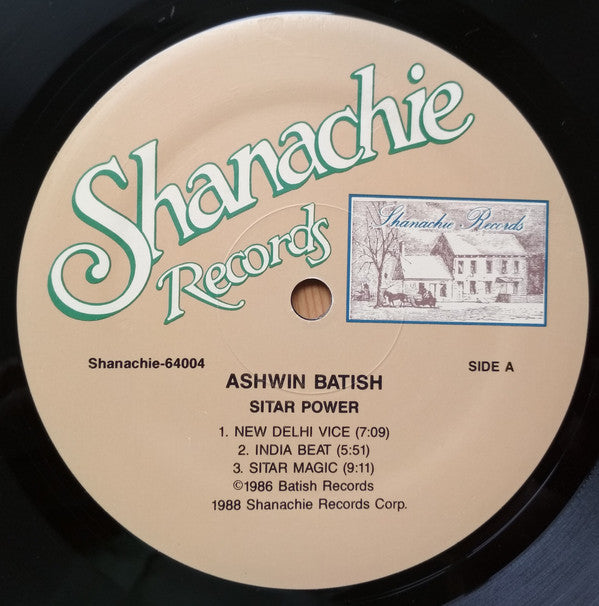 Shanachie
Records
Shanachie Records
Shanachie-64004
SIDE A
ASHWIN BATISH
SITAR POWER
1. NEW DELHI VICE (7:09)
2. INDIA BEAT (5:51)
3. SITAR MAGIC (9:11)
©1986 Batish Records
1988 Shanachie Records Corp.